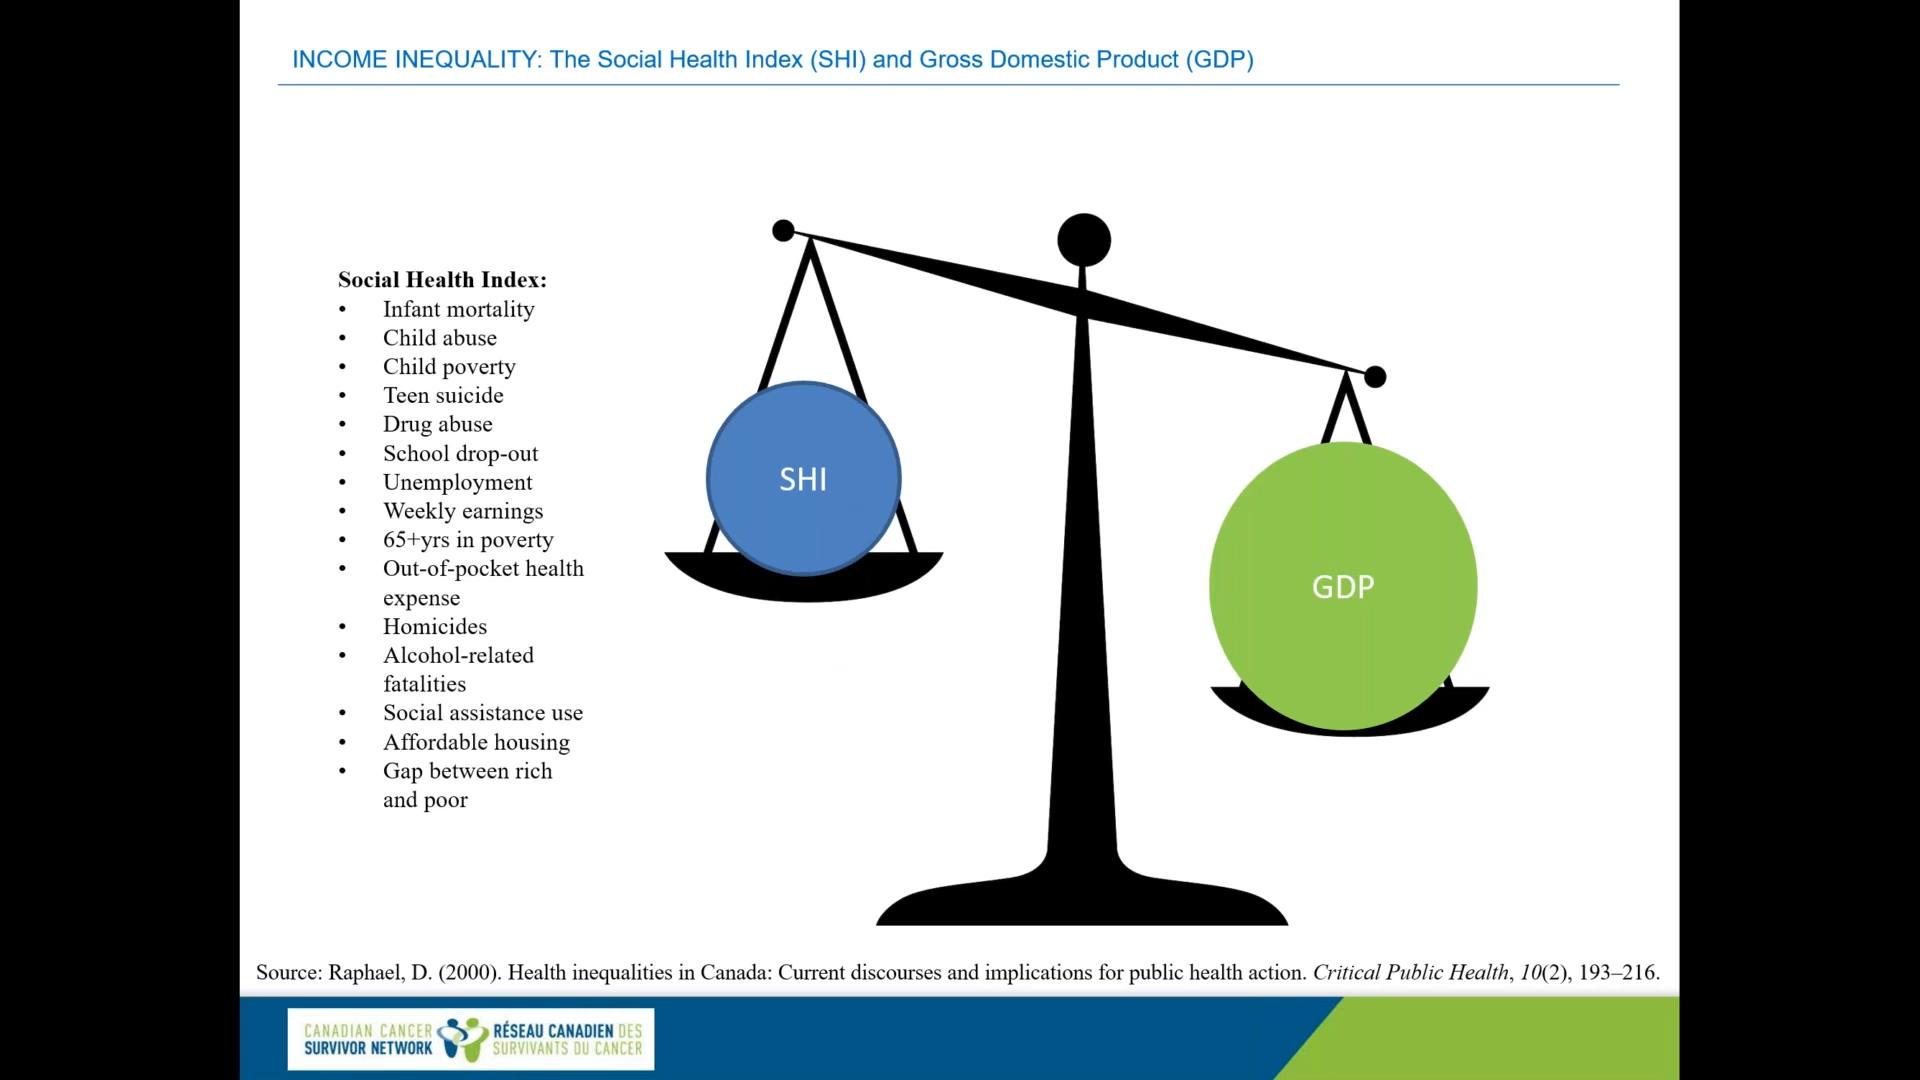 INCOME INEQUALITY: The Social Health Index (SHI) and Gross Domestic Product (GDP)
Social Health Index:
• Infant mortality
• Child abuse
• Child poverty
• Teen suicide
• Drug abuse
• School drop-out
• Unemployment
• Weekly earnings
• 65+yrs in poverty
• Out-of-pocket health
expense
• Homicides
• Alcohol-related
fatalities
• Social assistance use
• Affordable housing
• Gap between rich
and poor
SHI
GDP
Source: Raphael, D. (2000). Health inequalities in Canada: Current discourses and implications for public health action. Critical Public Health, 10(2), 193–216.
CANADIAN CANCER
SURVIVOR NETWORK
RÉSEAU CANADIEN DES
SURVIVANTS DU CANCER